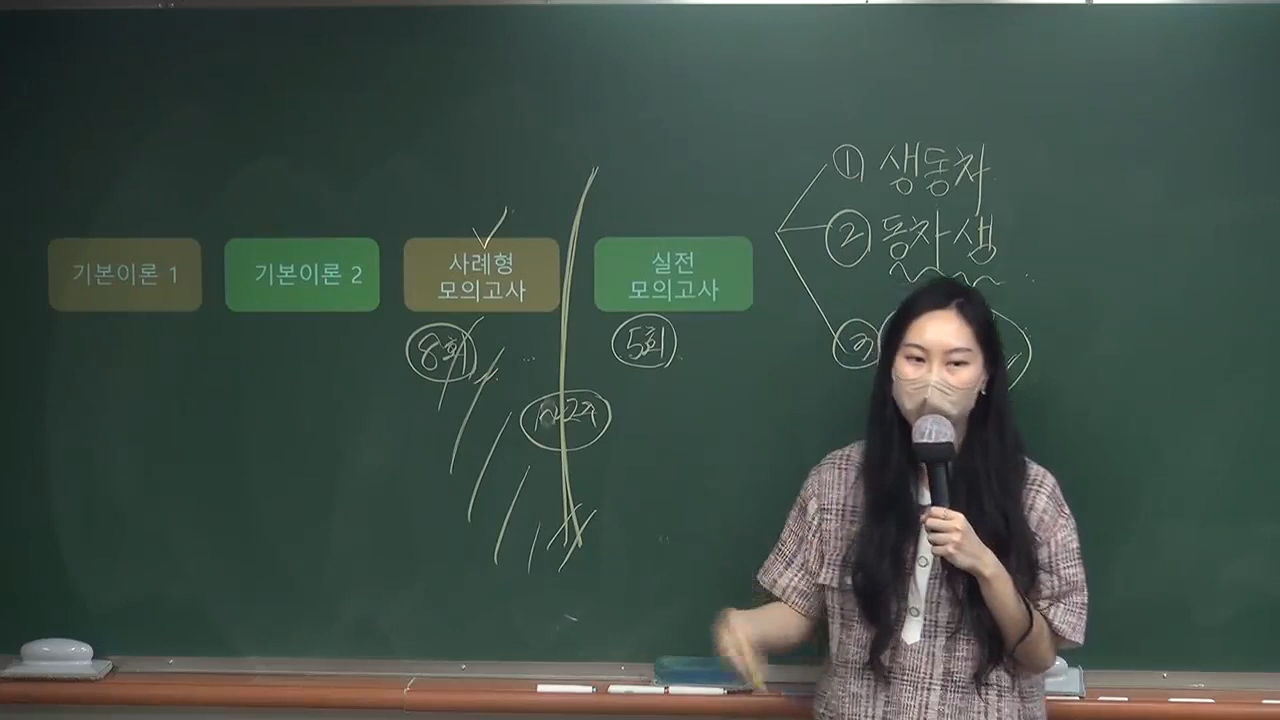 기본이론 1
기본이론 2
사례형
모의고사
실전
모의고사
8회
5회
① 생동차
② 동차생
③